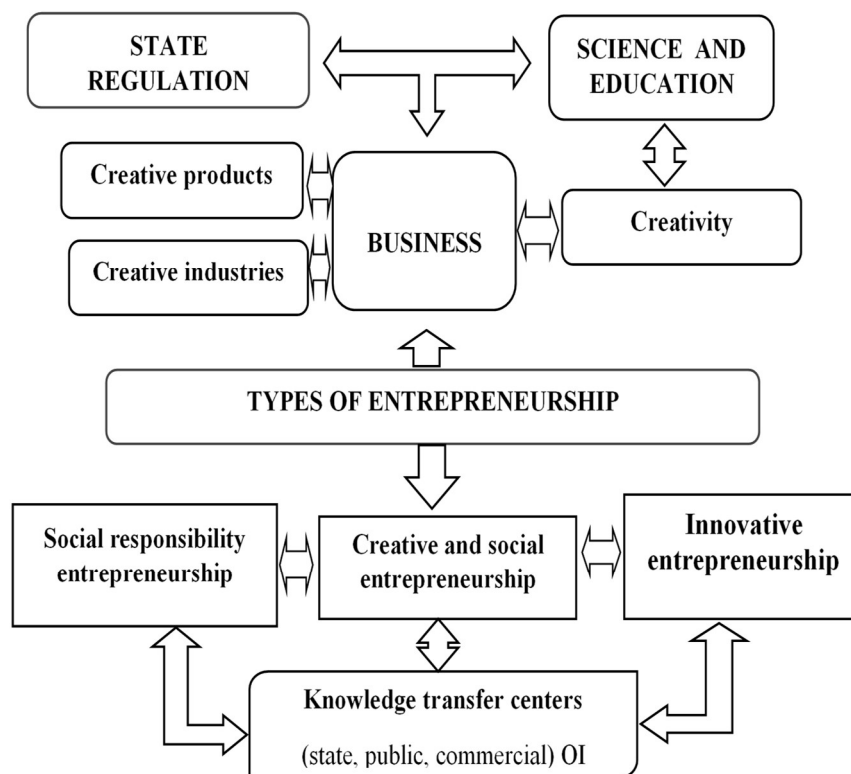 STATE
REGULATION
SCIENCE AND
EDUCATION
Creative products
BUSINESS
Creativity
Creative industries
TYPES OF ENTREPRENEURSHIP
Social responsibility
entrepreneurship
Creative and social
entrepreneurship
Innovative
entrepreneurship
Knowledge transfer centers
(state, public, commercial) OI